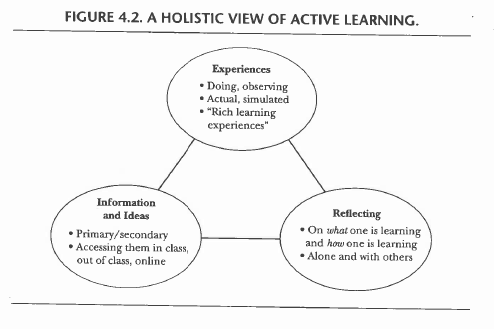 FIGURE 4.2. A HOLISTIC VIEW OF ACTIVE LEARNING.
Experiences
• Doing, observing
• Actual, simulated
• "Rich learning
experiences"
Information
and Ideas
• Primary/secondary
• Accessing them in class,
out of class, online
Reflecting
• On what one is learning
and how one is learning
• Alone and with others